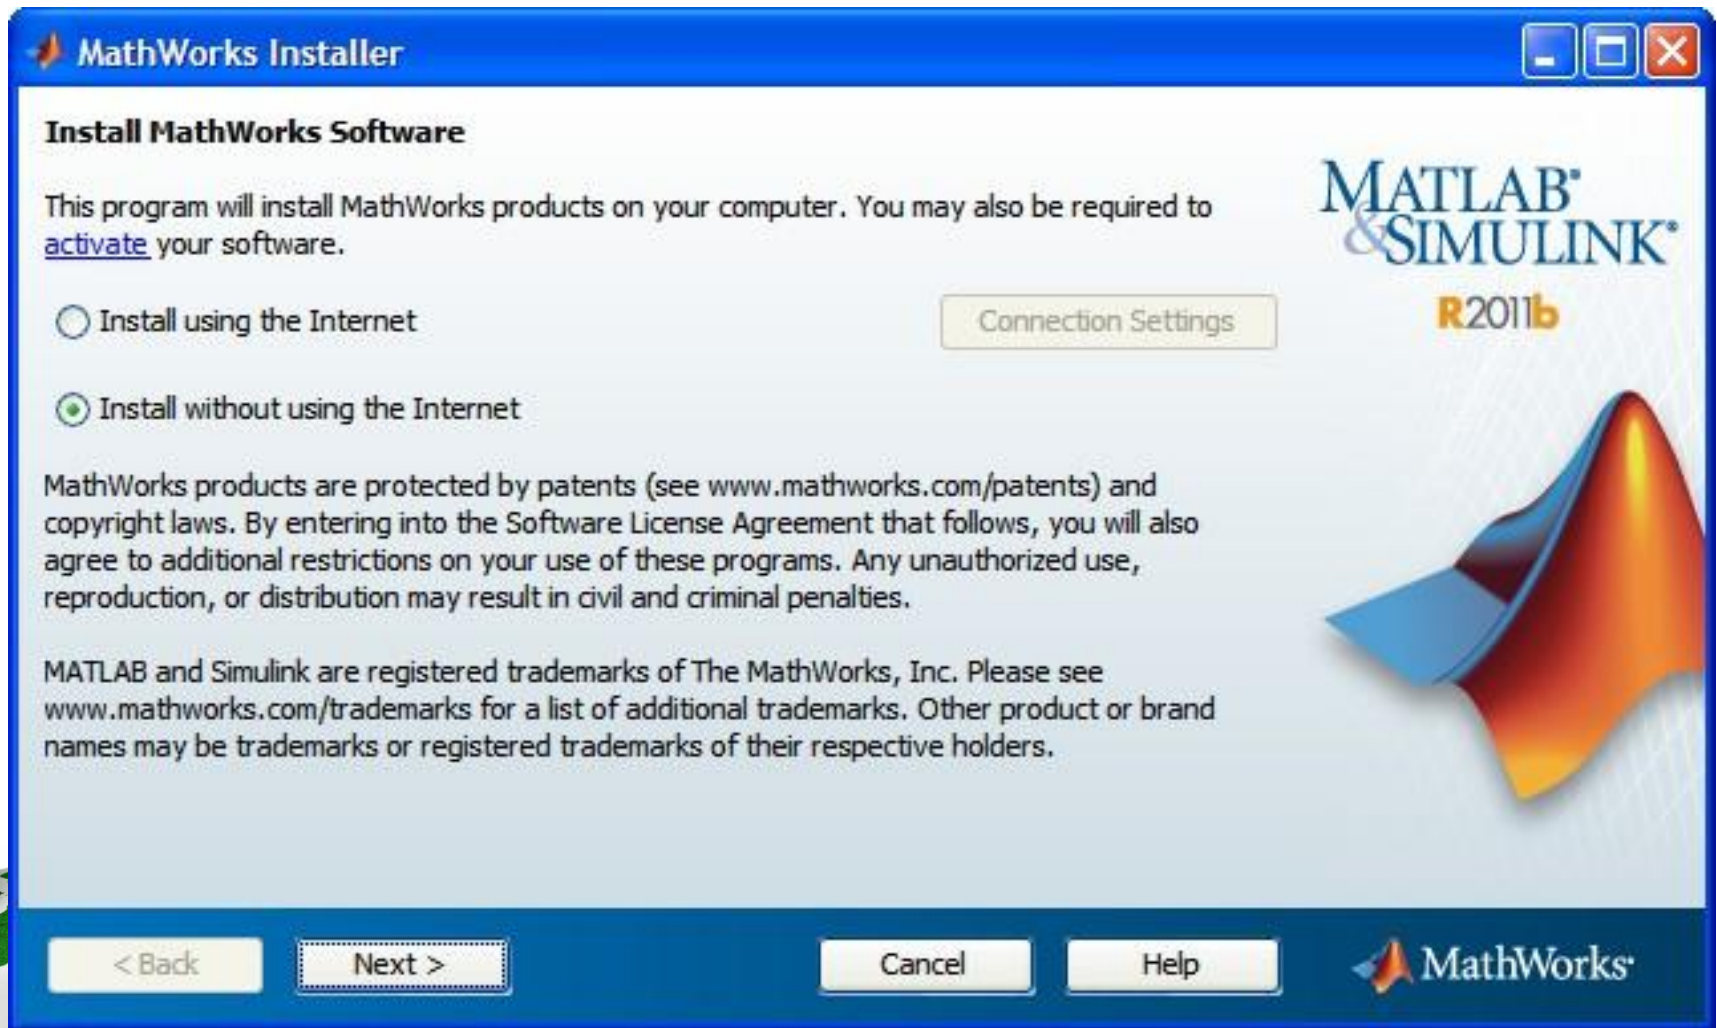 MathWorks Installer
Install MathWorks Software
This program will install MathWorks products on your computer. You may also be required to
activate your software.
Install using the Internet
Connection Settings
Install without using the Internet
MathWorks products are protected by patents (see www.mathworks.com/patents) and
copyright laws. By entering into the Software License Agreement that follows, you will also
agree to additional restrictions on your use of these programs. Any unauthorized use,
reproduction, or distribution may result in civil and criminal penalties.
MATLAB and Simulink are registered trademarks of The MathWorks, Inc. Please see
www.mathworks.com/trademarks for a list of additional trademarks. Other product or brand
names may be trademarks or registered trademarks of their respective holders.
MATLAB®
&SIMULINK®
R2011b
< Back
Next >
Cancel
Help
MathWorks®